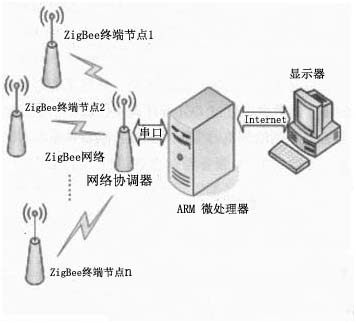 ZigBee终端节点1
显示器
ZigBee终端节点2
串口
Internet
ZigBee网络
网络协调器
ARM 微处理器
ZigBee终端节点n